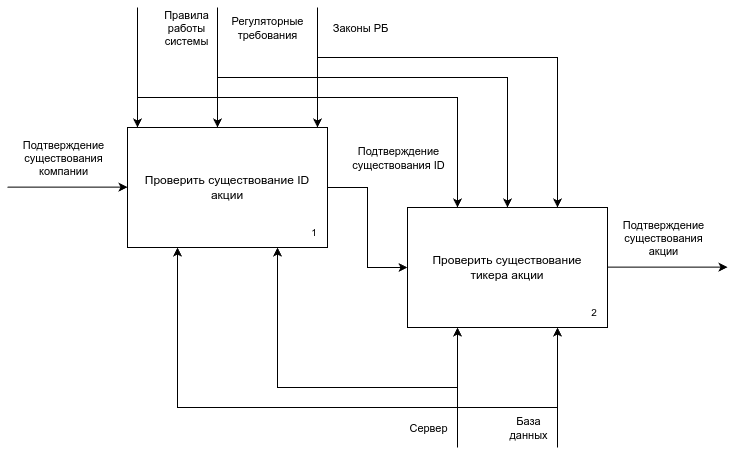 Правила
работы
системы
Регуляторные
требования
Законы РБ
Подтверждение
существования
компании
Проверить существование ID
акции
1
Подтверждение
существования ID
Проверить существование
тикера акции
2
Подтверждение
существования
акции
Сервер
База
данных